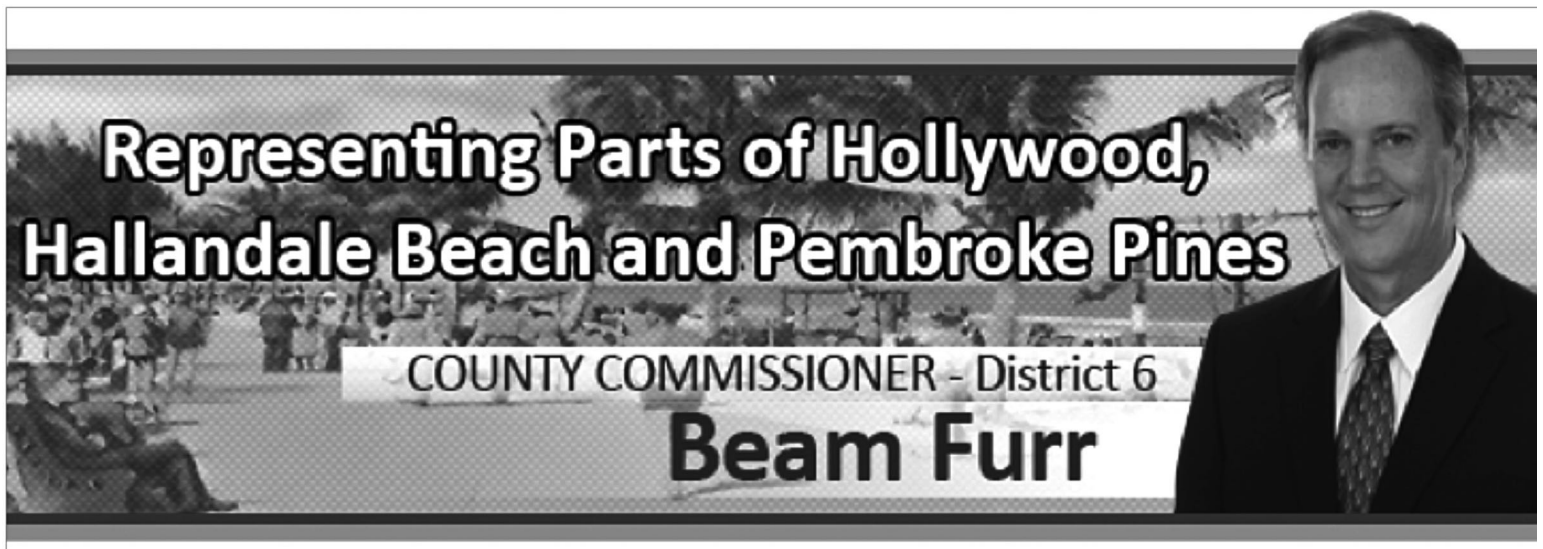 Representing Parts of Hollywood,
Hallandale Beach and Pembroke Pines
COUNTY COMMISSIONER - District 6
Beam Furr